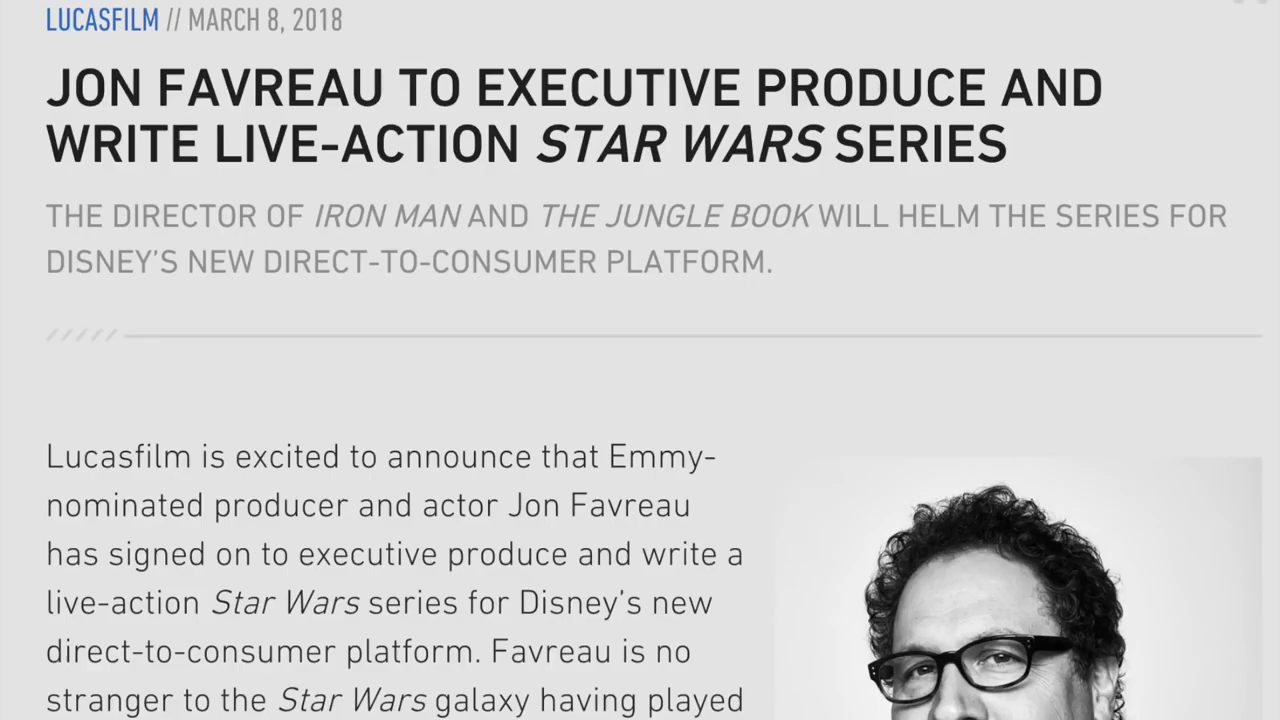 LUCASFILM // MARCH 8, 2018
JON FAVREAU TO EXECUTIVE PRODUCE AND
WRITE LIVE-ACTION STAR WARS SERIES
THE DIRECTOR OF IRON MAN AND THE JUNGLE BOOK WILL HELM THE SERIES FOR
DISNEY’S NEW DIRECT-TO-CONSUMER PLATFORM.
Lucasfilm is excited to announce that Emmy-
nominated producer and actor Jon Favreau
has signed on to executive produce and write a
live-action Star Wars series for Disney’s new
direct-to-consumer platform. Favreau is no
stranger to the Star Wars galaxy having played